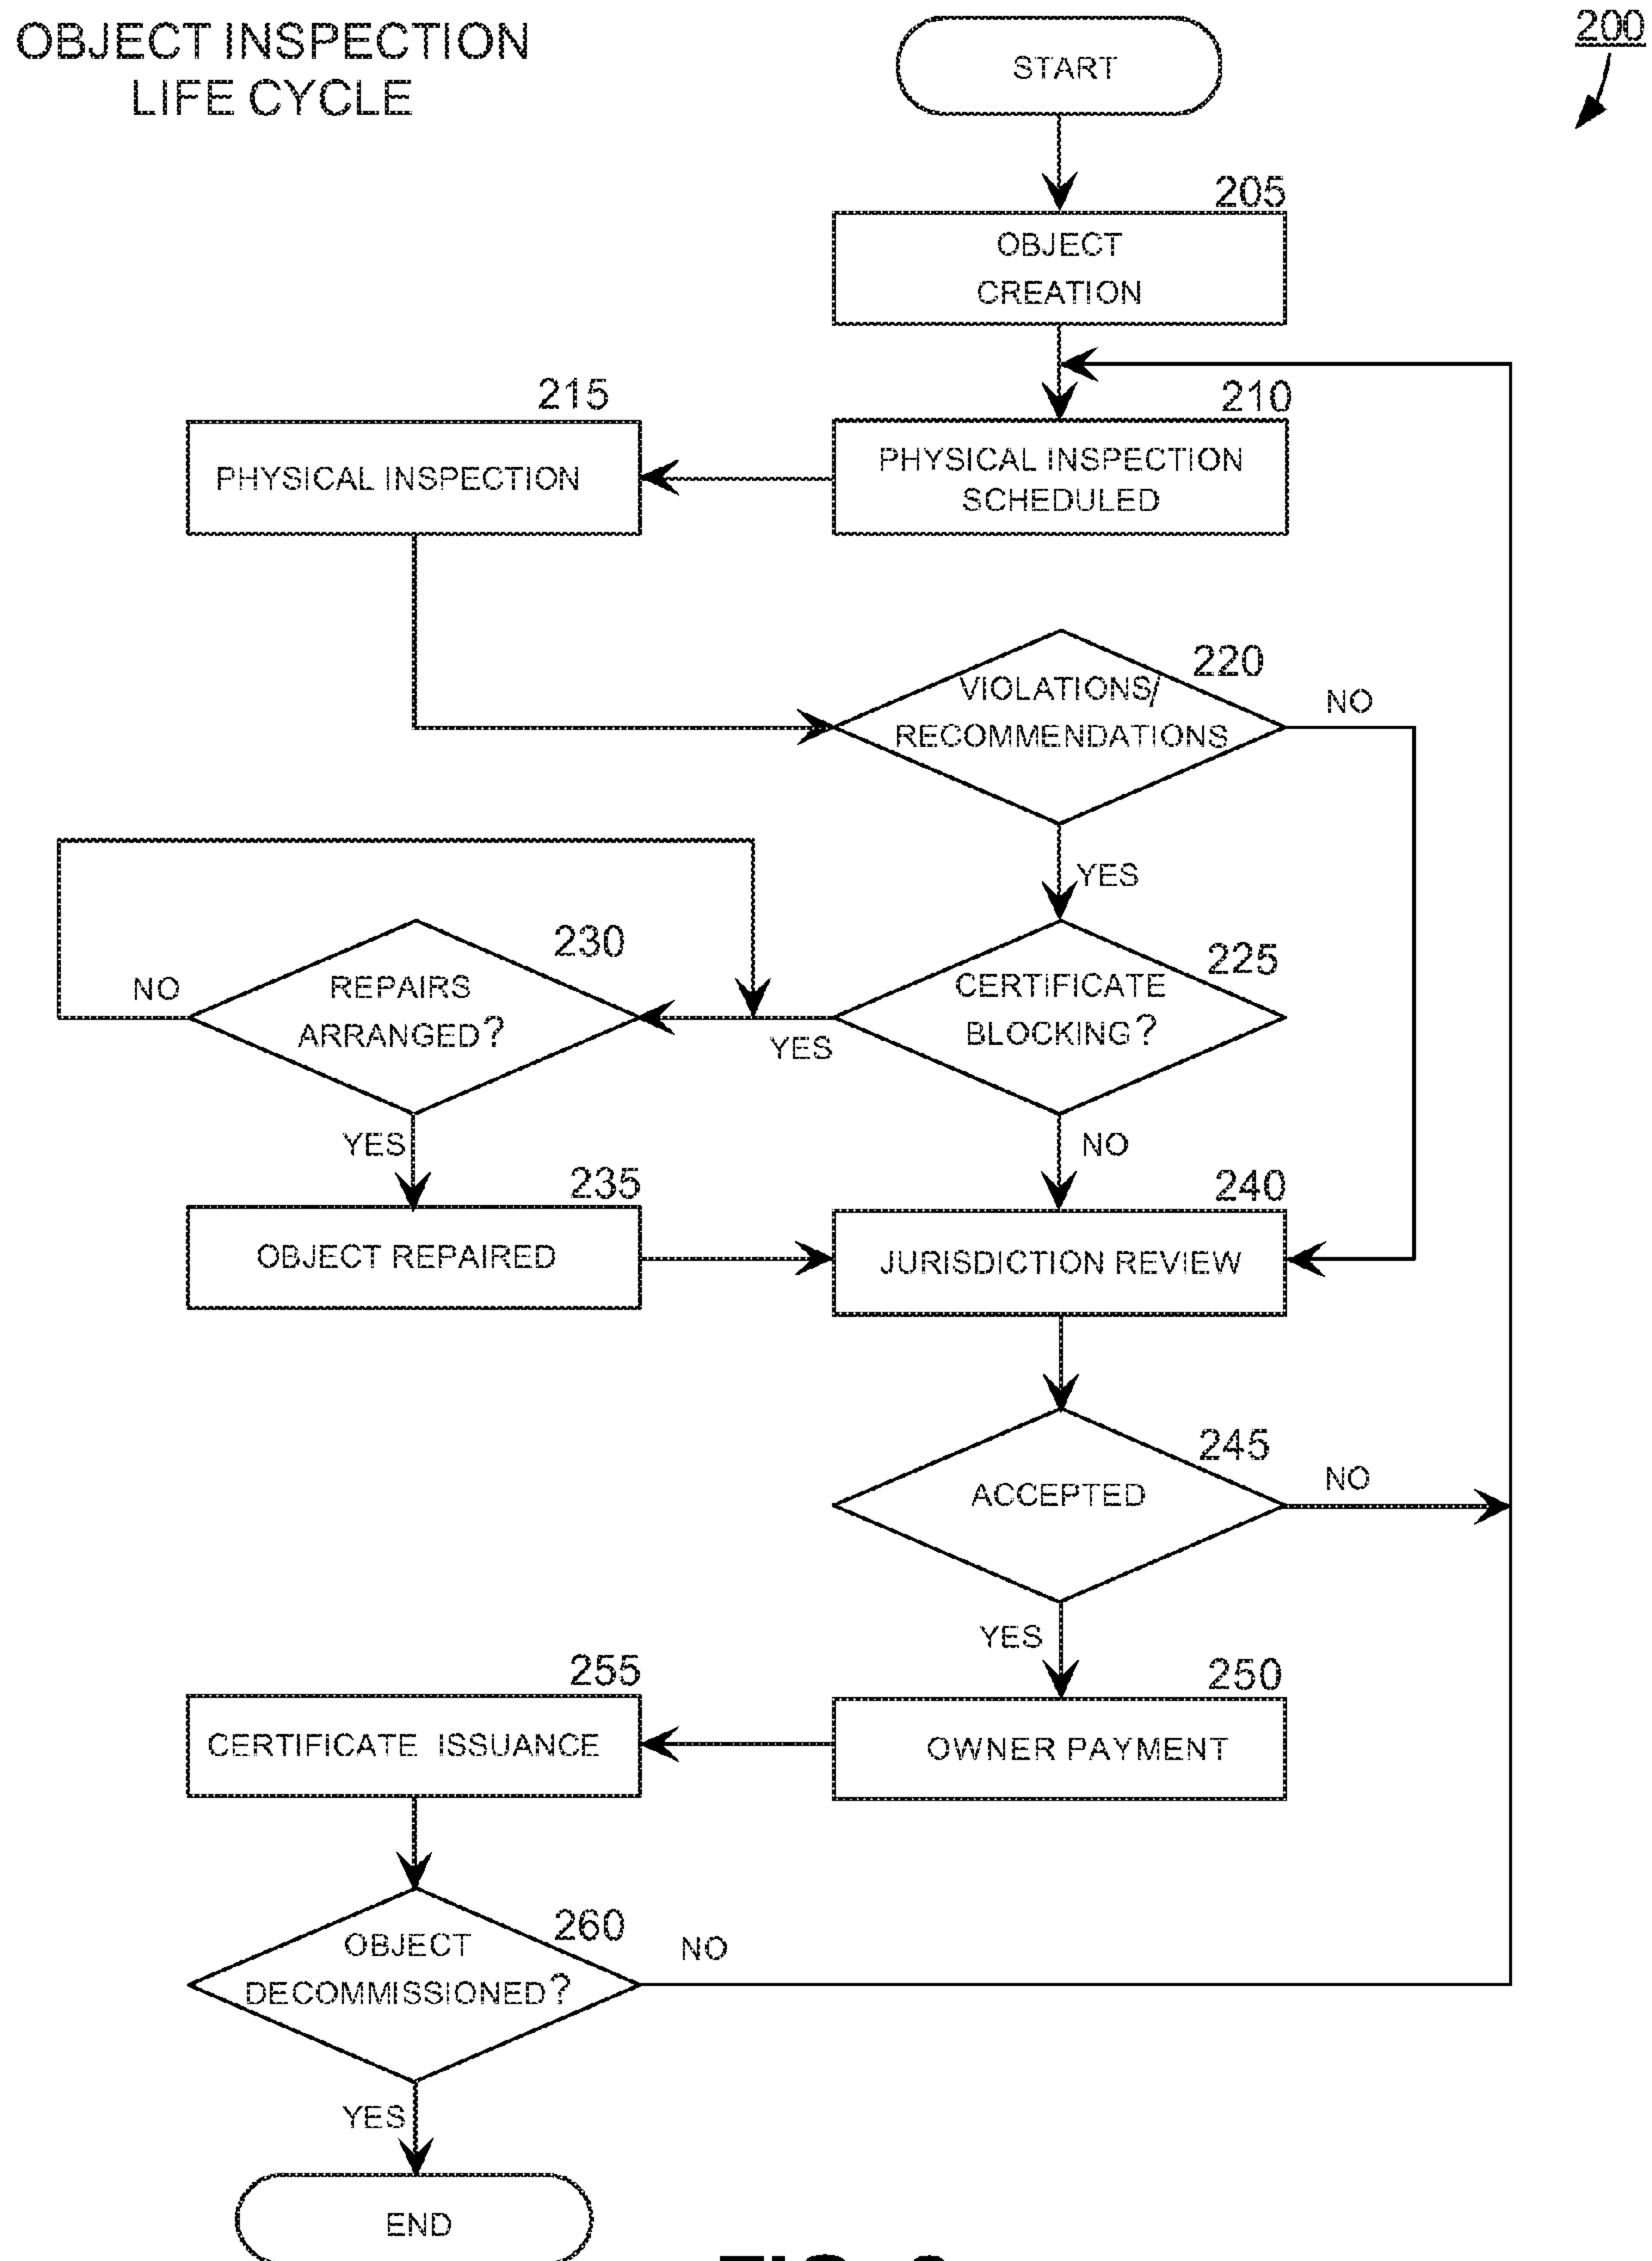 OBJECT INSPECTION
LIFE CYCLE
200
START
205
OBJECT
CREATION
215
210
PHYSICAL INSPECTION
PHYSICAL INSPECTION
SCHEDULED
220
VIOLATIONS/
RECOMMENDATIONS
NO
YES
230
225
NO
REPAIRS
ARRANGED?
CERTIFICATE
BLOCKING?
YES
YES
NO
235
240
OBJECT REPAIRED
JURISDICTION REVIEW
245
ACCEPTED
NO
YES
255
250
CERTIFICATE ISSUANCE
OWNER PAYMENT
260
OBJECT
DECOMMISSIONED?
NO
YES
END